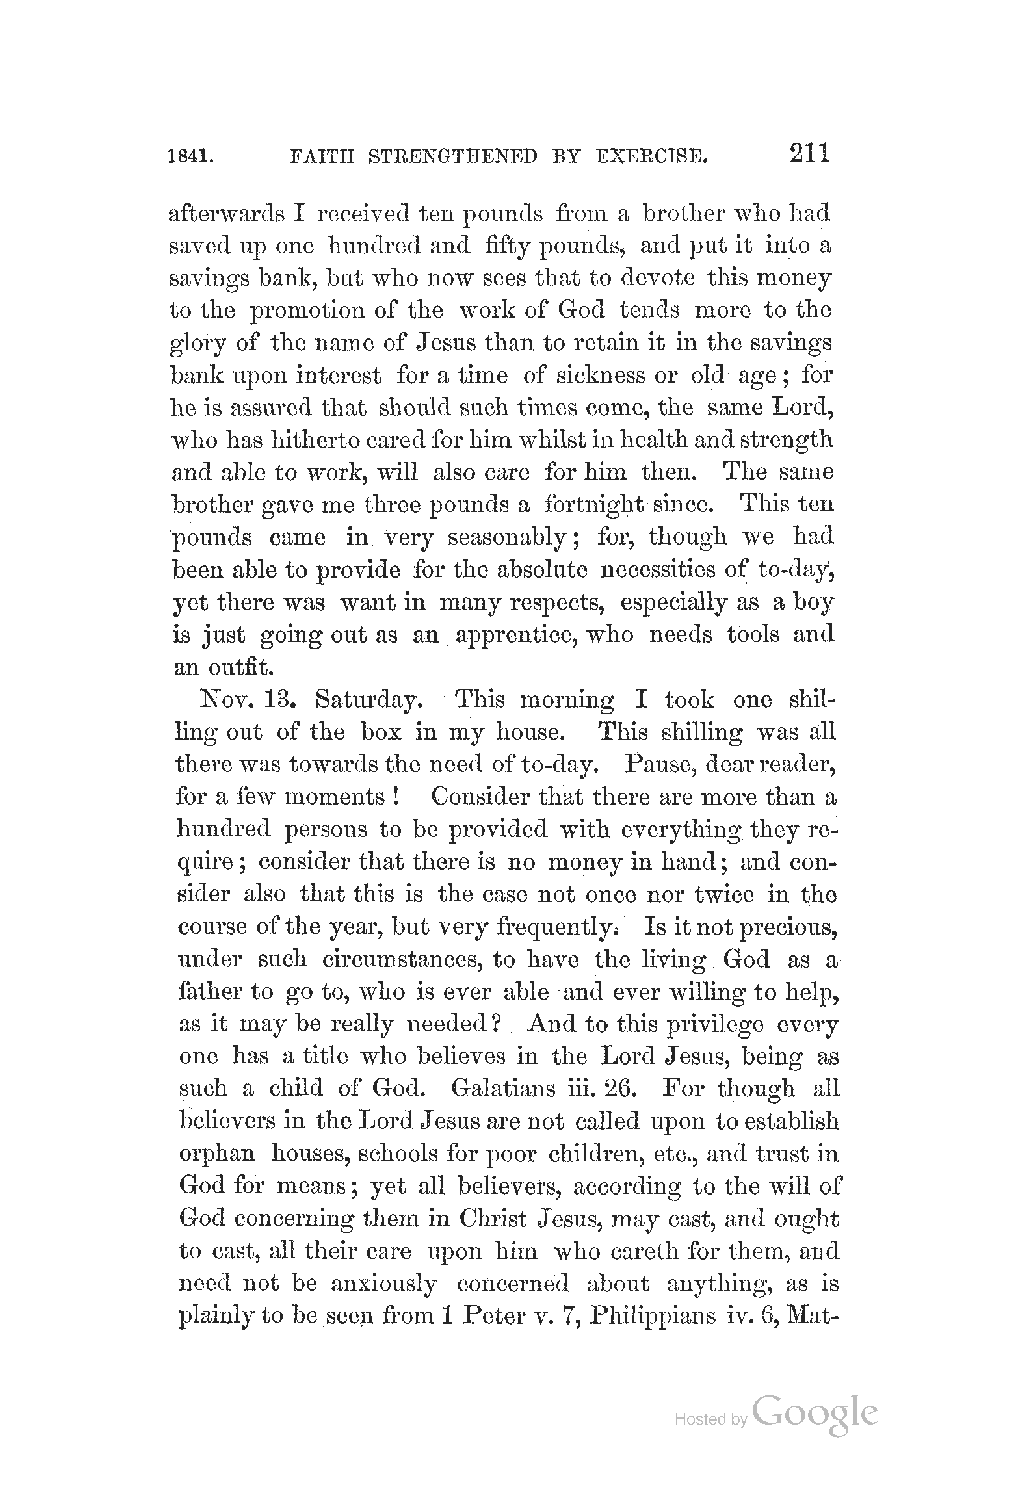 1841. FAITH STRENGTHENED BY EXERCISE. 211
afterwards I received ten pounds from a brother who had
saved up one hundred and fifty pounds, and put it into a
savings bank, but who now sees that to devote this money
to the promotion of the work of God tends more to the
glory of the name of Jesus than to retain it in the savings
bank upon interest for a time of sickness or old age; for
he is assured that should such times come, the same Lord,
who has hitherto cared for him whilst in health and strength
and able to work, will also care for him then. The same
brother gave me three pounds a fortnight since. This ten
pounds came in very seasonably; for, though we had
been able to provide for the absolute necessities of to-day,
yet there was want in many respects, especially as a boy
is just going out as an apprentice, who needs tools and
an outfit.
Nov. 13. Saturday. This morning I took one shil-
ling out of the box in my house. This shilling was all
there was towards the need of to-day. Pause, dear reader,
for a few moments! Consider that there are more than a
hundred persons to be provided with everything they re-
quire; consider that there is no money in hand; and con-
sider also that this is the case not once nor twice in the
course of the year, but very frequently. Is it not precious,
under such circumstances, to have the living God as a
father to go to, who is ever able and ever willing to help,
as it may be really needed? And to this privilege every
one has a title who believes in the Lord Jesus, being as
such a child of God. Galatians iii. 26. For though all
believers in the Lord Jesus are not called upon to establish
orphan houses, schools for poor children, etc., and trust in
God for means; yet all believers, according to the will of
God concerning them in Christ Jesus, may cast, and ought
to cast, all their care upon him who careth for them, and
need not be anxiously concerned about anything, as is
plainly to be seen from 1 Peter v. 7, Philippians iv. 6, Mat-
Hosted by Google